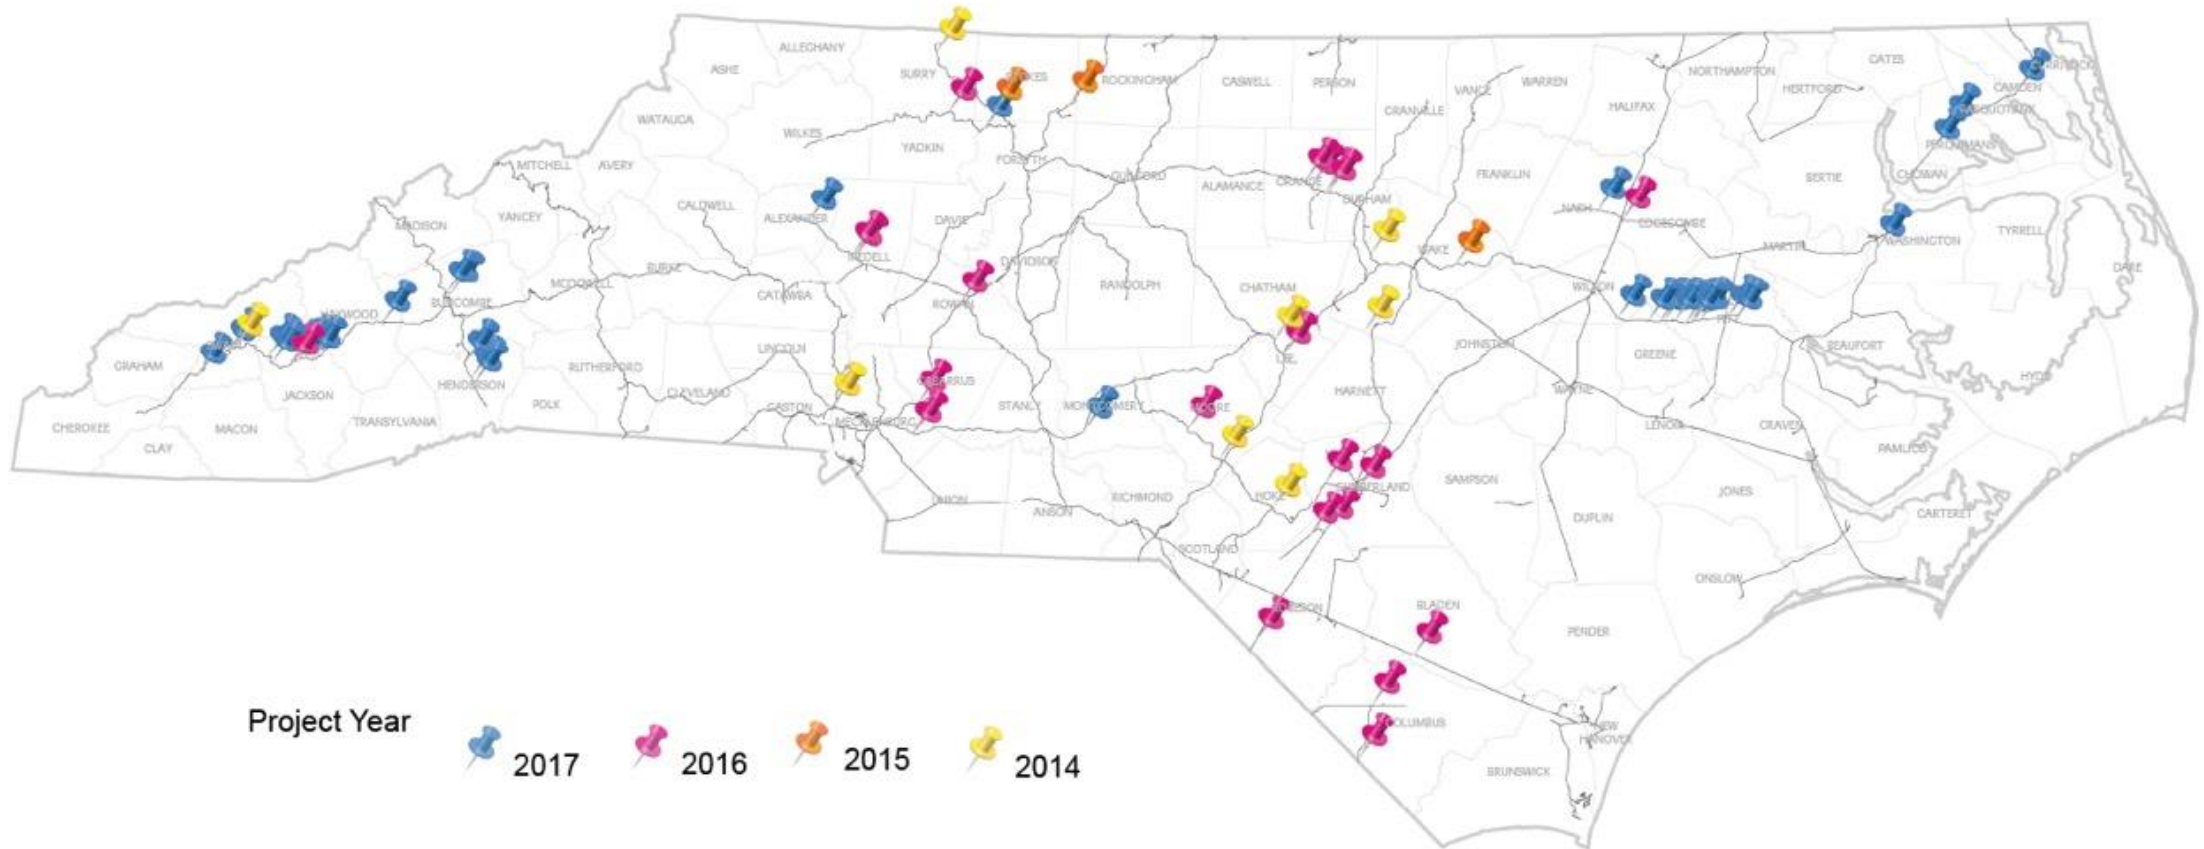 ALLEGHANY
ASHE
SURRY
ROCKINGHAM
CASWELL
PERSON
VANCE
WARREN
NORTHAMPTON
GATES
HERTFORD
CAMDEN
HALIFAX
GRANVILLE
WATAUGA
WILKES
YADKIN
FORSYTH
GUILFORD
ALAMANCE
ORANGE
DURHAM
FRANKLIN
BERTIE
CHOWAN
PERQUIMANS
MITCHELL
AVERY
CALDWELL
ALEXANDER
DAVIE
NASH
EDGECOMBE
MADISON
YANCEY
IREDELL
DAVIDSON
RANDOLPH
CHATHAM
WAKE
MARTIN
WASHINGTON
TYRRELL
DARE
BUNCOMBE
MCDOWELL
BURKE
CATAWBA
ROWAN
WILSON
HAYWOOD
GRAHAM
JACKSON
HENDERSON
RUTHERFORD
LINCOLN
LEE
JOHNSTON
GREENE
BEAUFORT
HYDE
CHEROKEE
CLAY
MACON
TRANSYLVANIA
POLK
CLEVELAND
GASTON
MECKLENBURG
STANLY
MONTGOMERY
MOORE
HARNETT
WAYNE
LENOIR
CRAVEN
PAMLICO
UNION
ANSON
RICHMOND
HOKE
SAMPSON
DUPLIN
JONES
CARTERET
SCOTLAND
ONSLOW
BLADEN
PENDER
COLUMBUS
NEW
HANOVER
BRUNSWICK
Project Year
2017
2016
2015
2014